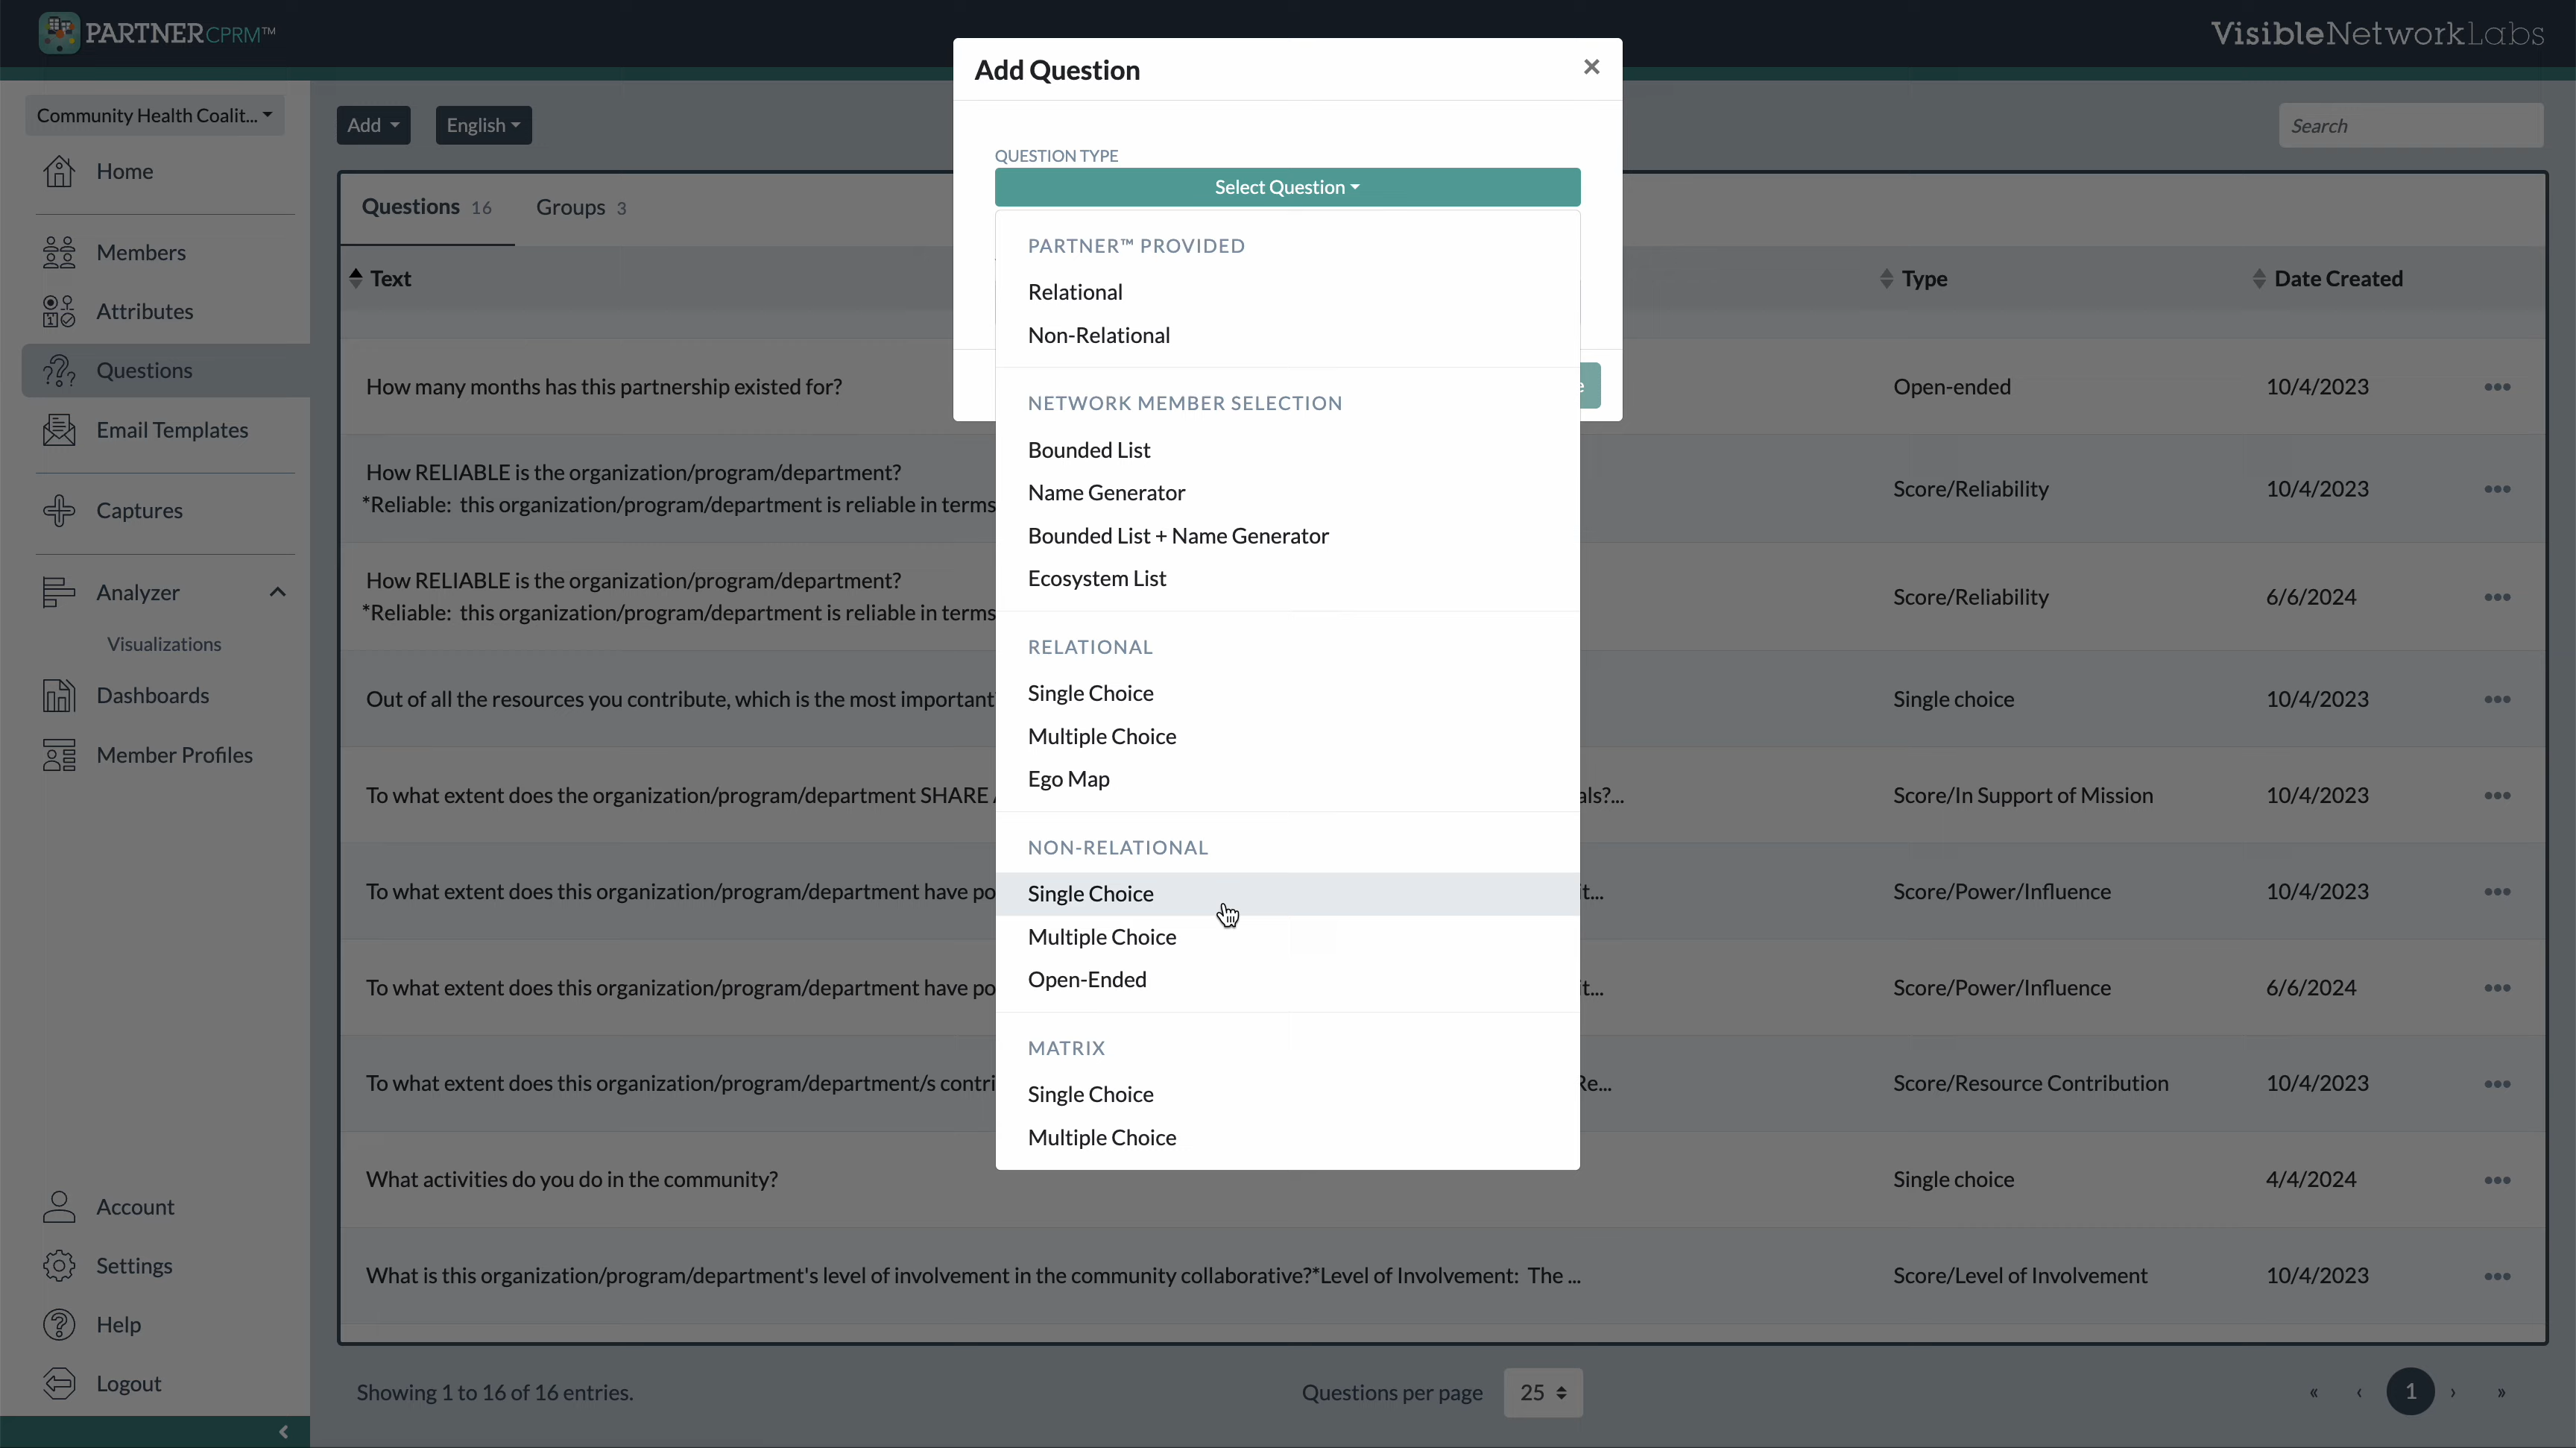 PARTNER CPRM™
VisibleNetworkLabs
Community Health Coalit...
Home
Members
Attributes
Questions
Email Templates
Captures
Analyzer
Visualizations
Dashboards
Member Profiles
Account
Settings
Help
Logout
Add
English
Search
Questions 16
Groups 3
Text
Type
Date Created
How many months has this partnership existed for?
Open-ended
10/4/2023
How RELIABLE is the organization/program/department?
*Reliable: this organization/program/department is reliable in terms
Score/Reliability
10/4/2023
How RELIABLE is the organization/program/department?
*Reliable: this organization/program/department is reliable in terms
Score/Reliability
6/6/2024
Out of all the resources you contribute, which is the most important
Single choice
10/4/2023
To what extent does the organization/program/department SHARE
als?...
Score/In Support of Mission
10/4/2023
To what extent does this organization/program/department have po
it...
Score/Power/Influence
10/4/2023
To what extent does this organization/program/department have po
it...
Score/Power/Influence
6/6/2024
To what extent does this organization/program/department/s contri
Re...
Score/Resource Contribution
10/4/2023
What activities do you do in the community?
Single choice
4/4/2024
What is this organization/program/department's level of involvement in the community collaborative?*Level of Involvement: The ...
Score/Level of Involvement
10/4/2023
Showing 1 to 16 of 16 entries.
Questions per page
25
« ‹ 1 › »
Add Question
×
QUESTION TYPE
Select Question
PARTNER™ PROVIDED
Relational
Non-Relational
NETWORK MEMBER SELECTION
Bounded List
Name Generator
Bounded List + Name Generator
Ecosystem List
RELATIONAL
Single Choice
Multiple Choice
Ego Map
NON-RELATIONAL
Single Choice
Multiple Choice
Open-Ended
MATRIX
Single Choice
Multiple Choice